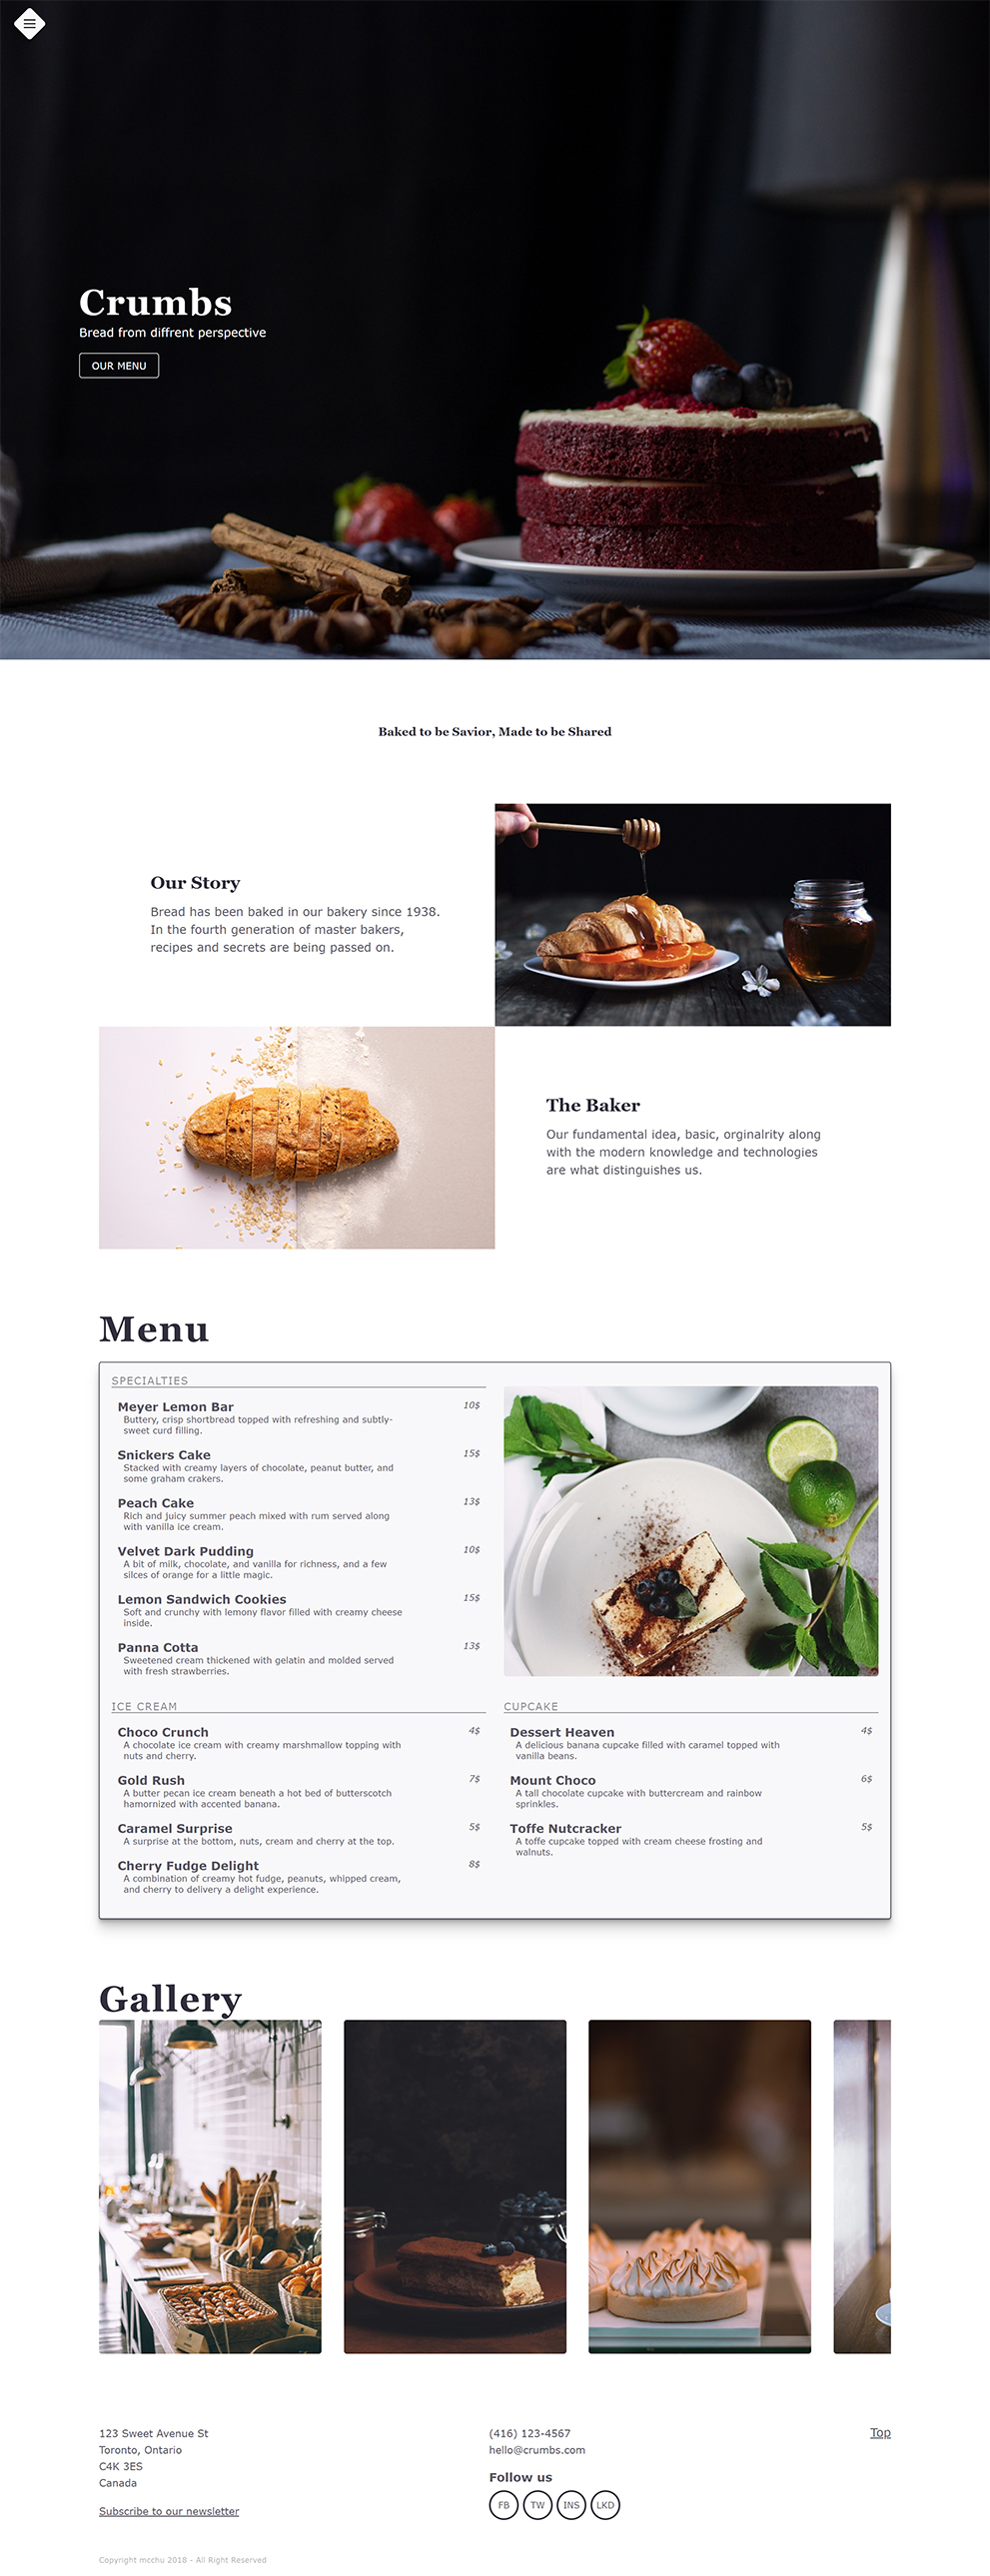 Crumbs
Bread from diffrent perspective
OUR MENU
Baked to be Savior, Made to be Shared
Our Story
Bread has been baked in our bakery since 1938.
In the fourth generation of master bakers,
recipes and secrets are being passed on.
The Baker
Our fundamental idea, basic, orginalrity along
with the modern knowledge and technologies
are what distinguishes us.
Menu
SPECIALTIES
Meyer Lemon Bar 10$
Buttery, crisp shortbread topped with refreshing and subtly-
sweet curd filling.
Snickers Cake 15$
Stacked with creamy layers of chocolate, peanut butter, and
some graham crakers.
Peach Cake 13$
Rich and juicy summer peach mixed with rum served along
with vanilla ice cream.
Velvet Dark Pudding 10$
A bit of milk, chocolate, and vanilla for richness, and a few
silces of orange for a little magic.
Lemon Sandwich Cookies 15$
Soft and crunchy with lemony flavor filled with creamy cheese
inside.
Panna Cotta 13$
Sweetened cream thickened with gelatin and molded served
with fresh strawberries.
ICE CREAM
Choco Crunch 4$
A chocolate ice cream with creamy marshmallow topping with
nuts and cherry.
Gold Rush 7$
A butter pecan ice cream beneath a hot bed of butterscotch
hamornized with accented banana.
Caramel Surprise 5$
A surprise at the bottom, nuts, cream and cherry at the top.
Cherry Fudge Delight 8$
A combination of creamy hot fudge, peanuts, whipped cream,
and cherry to delivery a delight experience.
CUPCAKE
Dessert Heaven 4$
A delicious banana cupcake filled with caramel topped with
vanilla beans.
Mount Choco 6$
A tall chocolate cupcake with buttercream and rainbow
sprinkles.
Toffe Nutcracker 5$
A toffe cupcake topped with cream cheese frosting and
walnuts.
Gallery
123 Sweet Avenue St
Toronto, Ontario
C4K 3ES
Canada
Subscribe to our newsletter
(416) 123-4567
hello@crumbs.com
Follow us
FB TW INS LKD
Top
Copyright mcchu 2018 - All Right Reserved